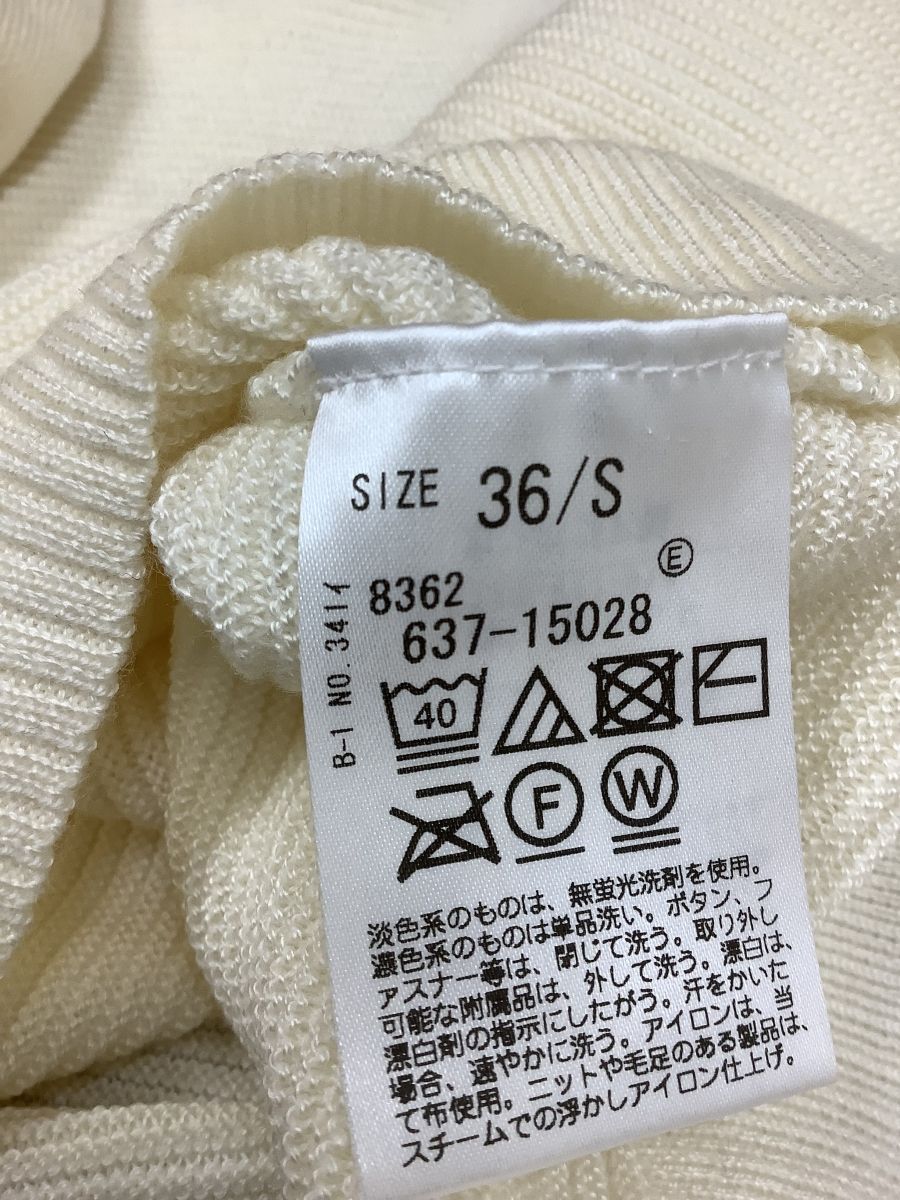 SIZE 36/S
Ⓔ
8362
637-15028
B-1 NO.341イ
40
F
W
淡色系のものは、無蛍光洗剤を使用。
濃色系のものは単品洗い。ボタン、フ
ァスナー等は、閉じて洗う。取り外し
可能な附属品は、外して洗う。漂白は、
漂白剤の指示にしたがう。汗をかいた
場合、速やかに洗う。アイロンは、当
て布使用。ニットや毛足のある製品は、
スチームでの浮かしアイロン仕上げ。